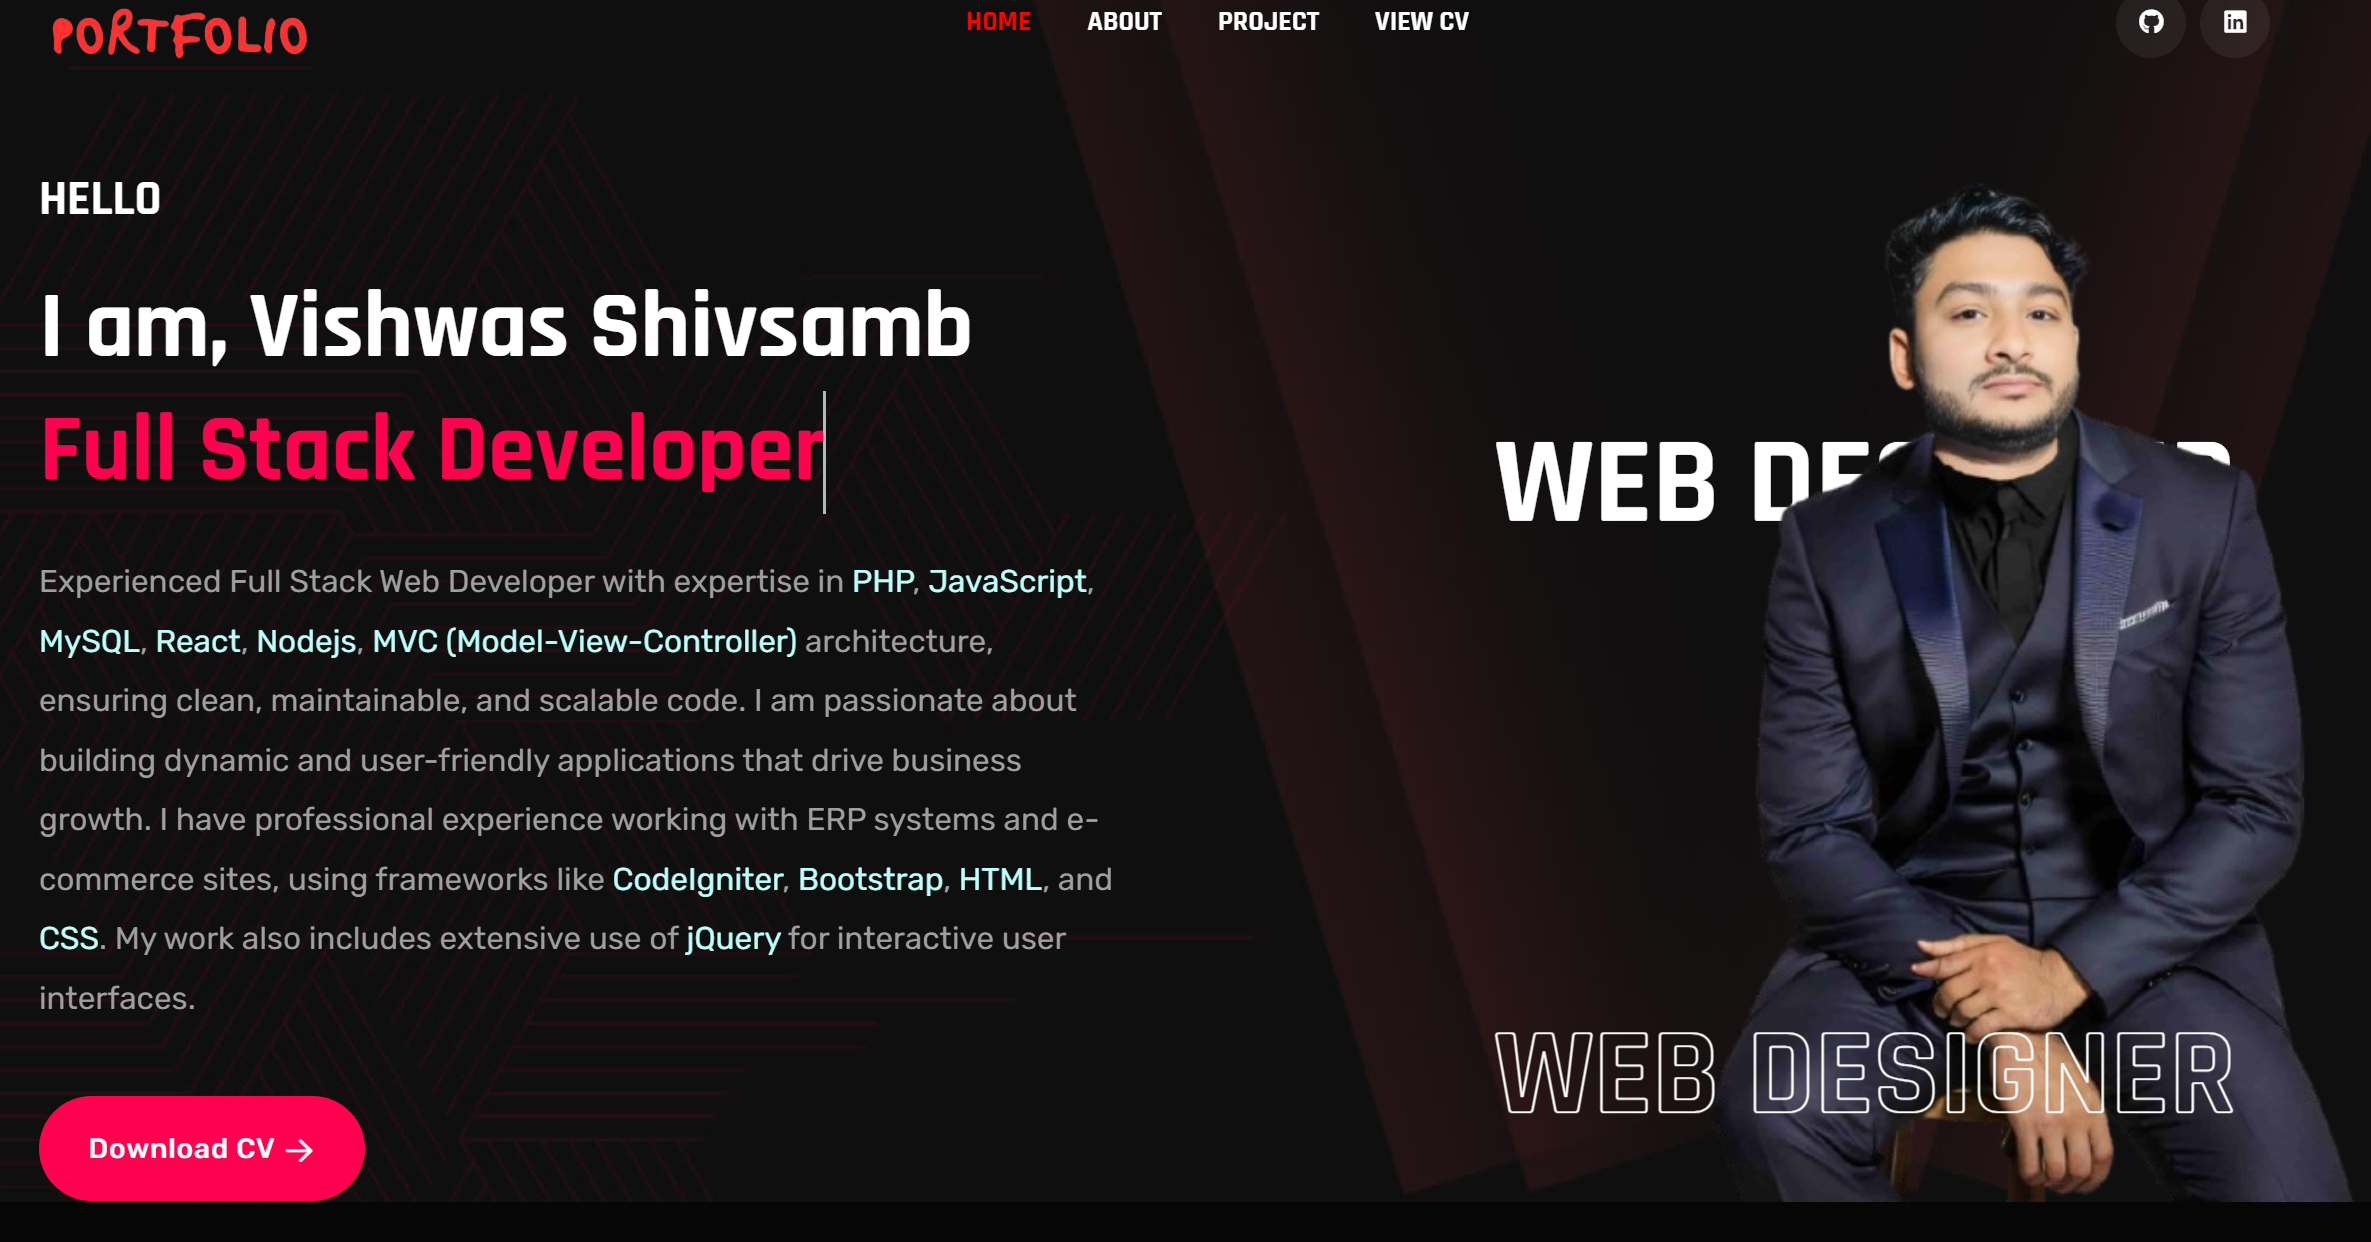 PORTFOLIO
HOME ABOUT PROJECT VIEW CV
HELLO
I am, Vishwas Shivsamb
Full Stack Developer
Experienced Full Stack Web Developer with expertise in PHP, JavaScript,
MySQL, React, Nodejs, MVC (Model-View-Controller) architecture,
ensuring clean, maintainable, and scalable code. I am passionate about
building dynamic and user-friendly applications that drive business
growth. I have professional experience working with ERP systems and e-
commerce sites, using frameworks like CodeIgniter, Bootstrap, HTML, and
CSS. My work also includes extensive use of jQuery for interactive user
interfaces.
Download CV →
WEB
WEB DESIGNER